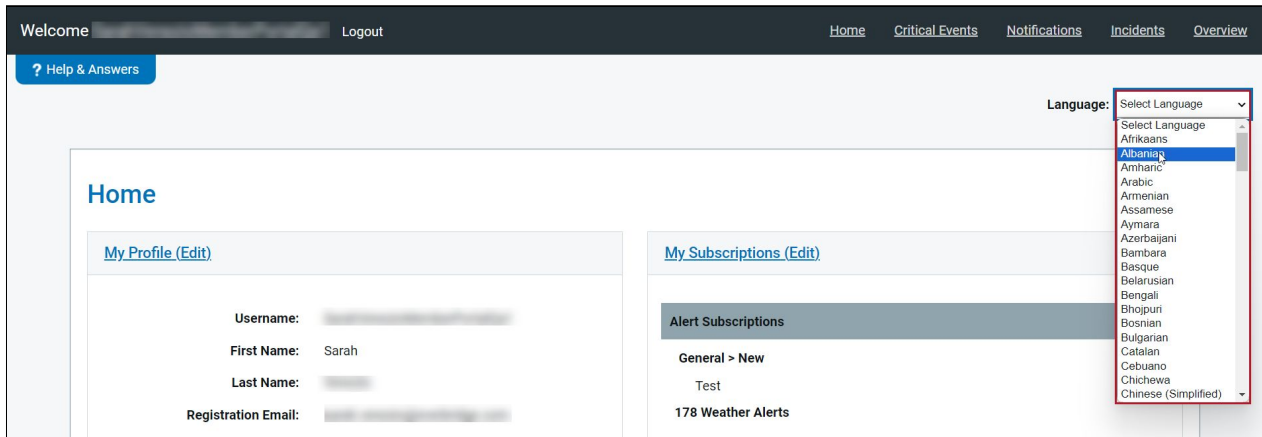 Welcome Logout Home Critical Events Notifications Incidents Overview
? Help & Answers
Language: Select Language
Select Language
Afrikaans
Albanian
Amharic
Arabic
Armenian
Assamese
Aymara
Azerbaijani
Bambara
Basque
Belarusian
Bengali
Bhojpuri
Bosnian
Bulgarian
Catalan
Cebuano
Chichewa
Chinese (Simplified)
Home
My Profile (Edit)
Username:
First Name: Sarah
Last Name:
Registration Email:
My Subscriptions (Edit)
Alert Subscriptions
General > New
Test
178 Weather Alerts